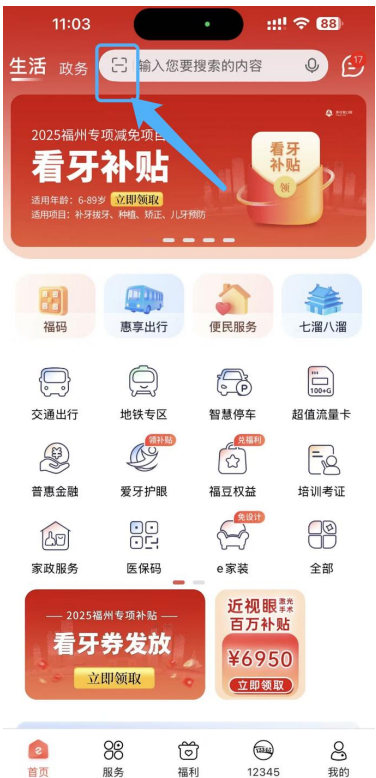 11:03
88
生活
政务
输入您要搜索的内容
17
2025福州专项减免项目
看牙补贴
适用年龄：6-89岁 立即领取
适用项目：补牙拔牙、种植、矫正、儿牙预防
看牙
补贴
领
福码
惠享出行
便民服务
七溜八溜
100+G
交通出行
地铁专区
智慧停车
超值流量卡
领补贴
兑福利
普惠金融
爱牙护眼
福豆权益
培训考证
免设计
家政服务
医保码
e家装
全部
2025福州专项补贴
看牙券发放
立即领取
近视眼 激光手术
百万补贴
¥6950
立即领取
首页
服务
福利
12345
我的